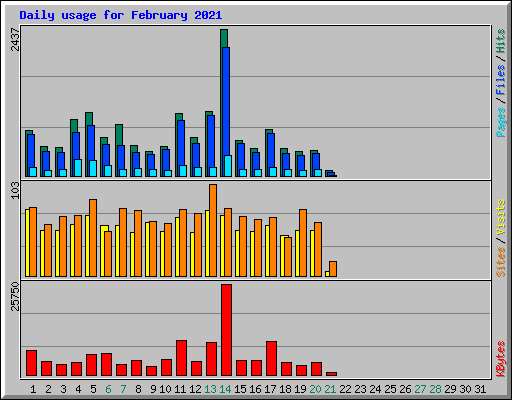 Daily usage for February 2021
2437
Pages / Files / Hits
103
Sites / Visits
25750
KBytes
1 2 3 4 5 6 7 8 9 10 11 12 13 14 15 16 17 18 19 20 21 22 23 24 25 26 27 28 29 30 31